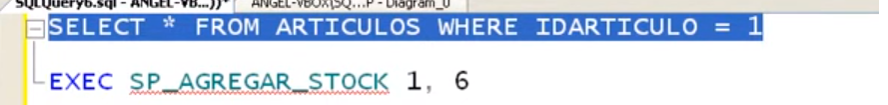 SQLQuery6.sql - ANGEL-VB...))* ANGEL-VBOX\SQ...P - Diagram_0
SELECT * FROM ARTICULOS WHERE IDARTICULO = 1
EXEC SP_AGREGAR_STOCK 1, 6